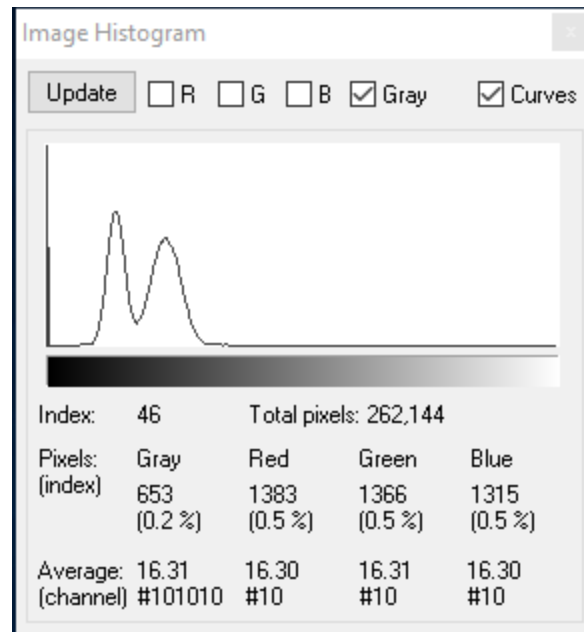 Image Histogram
x
Update R G B Gray Curves
Index: 46 Total pixels: 262,144
Pixels: Gray Red Green Blue
(index)
653 1383 1366 1315
(0.2 %) (0.5 %) (0.5 %) (0.5 %)
Average: 16.31 16.30 16.31 16.30
(channel) #101010 #10 #10 #10